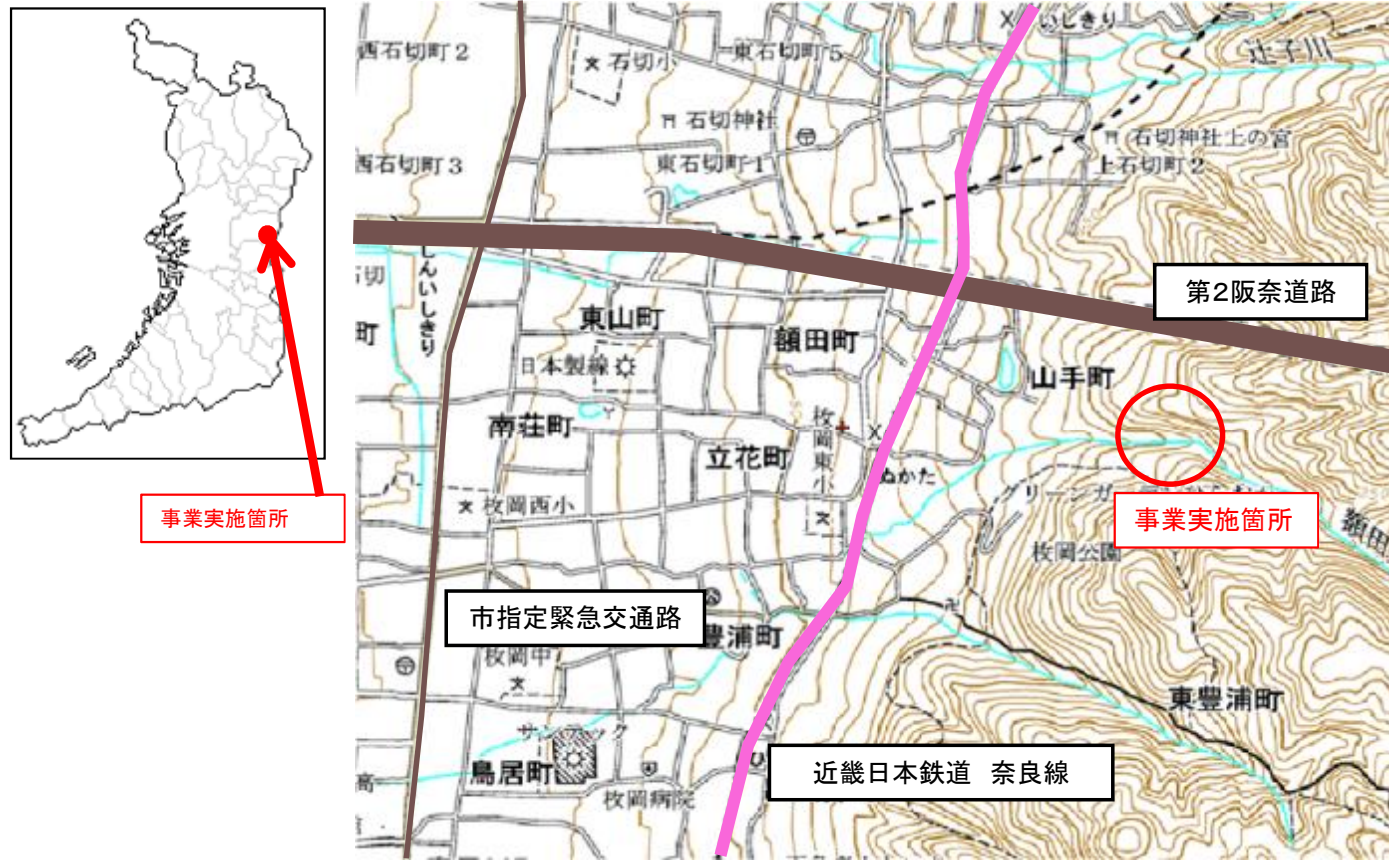 いしきり
辻子川
西石切町2
石切小
東石切町5
石切神社
石切神社上の宮
西石切町3
東石切町1
上石切町2
しんいしきり
第2阪奈道路
東山町
額田町
町
日本製線
山手町
南荘町
枚岡東小
立花町
ぬかた
枚岡西小
事業実施箇所
事業実施箇所
額田
枚岡公園
市指定緊急交通路
豊浦町
枚岡中
東豊浦町
鳥居町
近畿日本鉄道 奈良線
枚岡病院
高